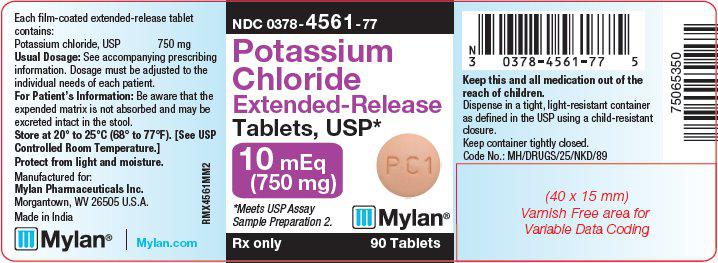 Each film-coated extended-release tablet
contains:
Potassium chloride, USP 750 mg
Usual Dosage: See accompanying prescribing
information. Dosage must be adjusted to the
individual needs of each patient.
For Patient's Information: Be aware that the
expended matrix is not absorbed and may be
excreted intact in the stool.
Store at 20° to 25°C (68° to 77°F). [See USP
Controlled Room Temperature.]
Protect from light and moisture.
Manufactured for:
Mylan Pharmaceuticals Inc.
Morgantown, WV 26505 U.S.A.
Made in India
Mylan®
Mylan.com
RMX4561MM2
NDC 0378-4561-77
Potassium
Chloride
Extended-Release
Tablets, USP*
10 mEq
(750 mg)
PC1
*Meets USP Assay
Sample Preparation 2.
Mylan®
Rx only 90 Tablets
N
3 0378-4561-77 5
Keep this and all medication out of the
reach of children.
Dispense in a tight, light-resistant container
as defined in the USP using a child-resistant
closure.
Keep container tightly closed.
Code No.: MH/DRUGS/25/NKD/89
75065350
(40 x 15 mm)
Varnish Free area for
Variable Data Coding